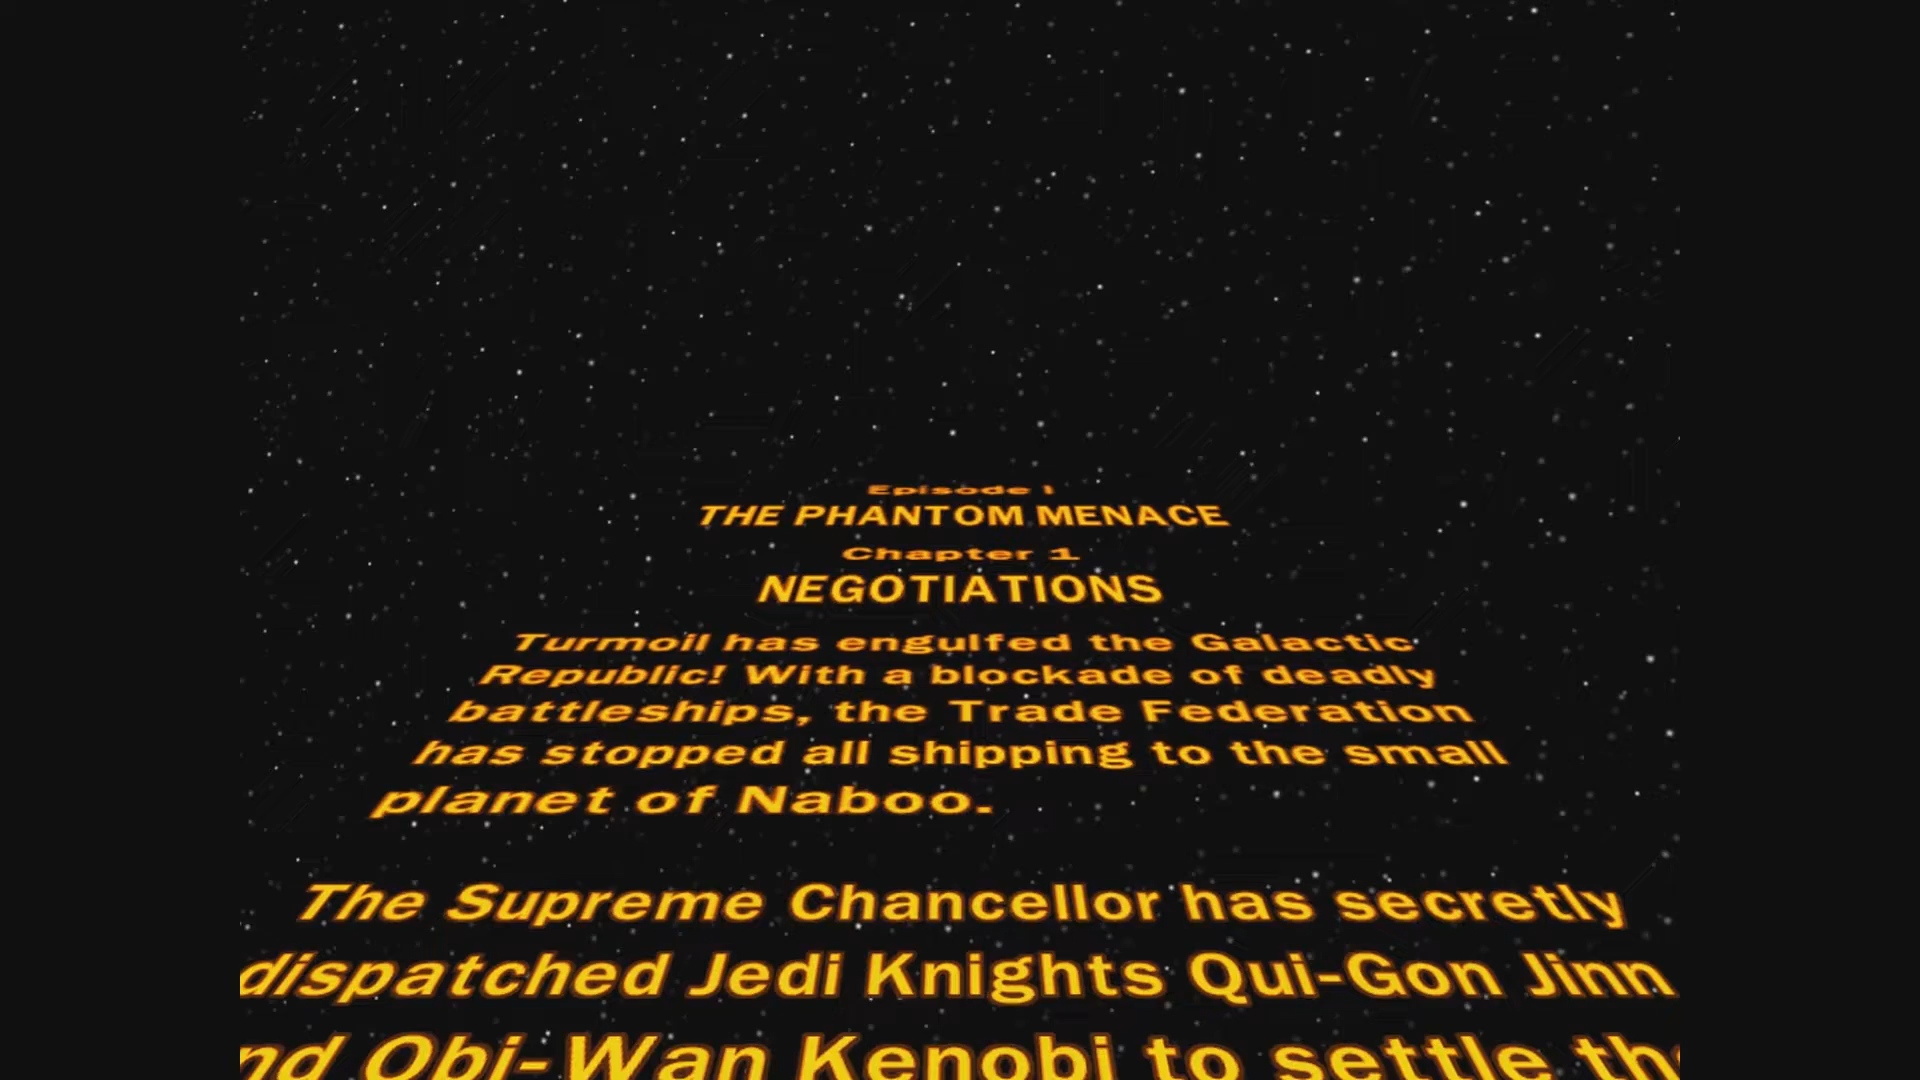 Episode I
THE PHANTOM MENACE
Chapter 1
NEGOTIATIONS
Turmoil has engulfed the Galactic
Republic! With a blockade of deadly
battleships, the Trade Federation
has stopped all shipping to the small
planet of Naboo.
The Supreme Chancellor has secretly
dispatched Jedi Knights Qui-Gon Jinn
nd Obi-Wan Kenobi to settle the